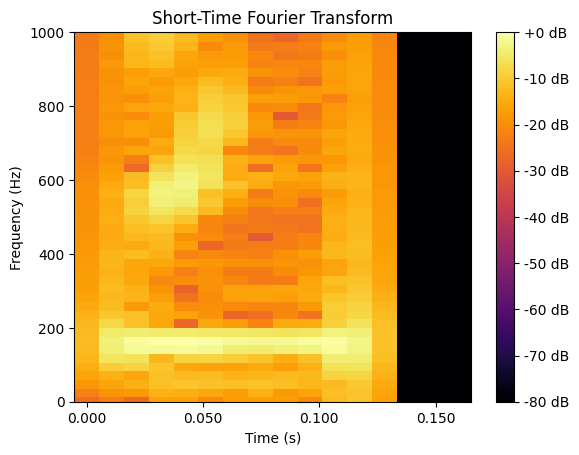 Short-Time Fourier Transform
Frequency (Hz)
1000
800
600
400
200
0
0.000
0.050
0.100
0.150
Time (s)
+0 dB
-10 dB
-20 dB
-30 dB
-40 dB
-50 dB
-60 dB
-70 dB
-80 dB